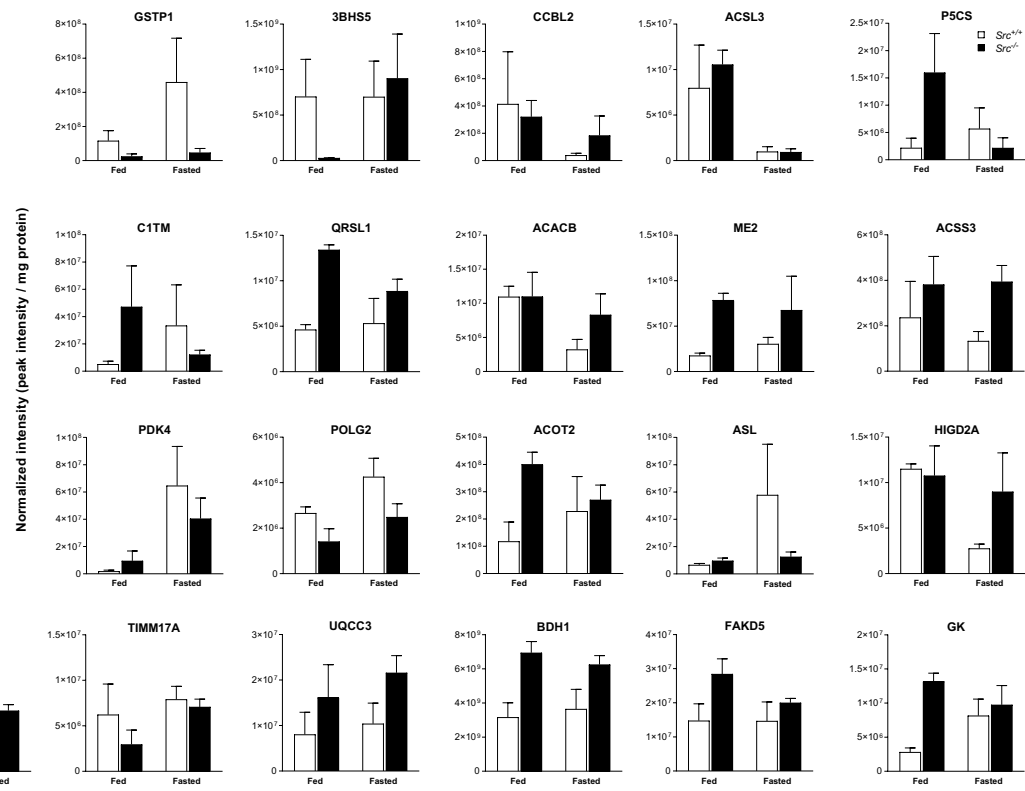 GSTP1
8×10⁸
6×10⁸
4×10⁸
2×10⁸
0
Fed Fasted
3BHS5
1.5×10⁹
1×10⁹
5×10⁸
0
Fed Fasted
CCBL2
1×10⁹
8×10⁸
6×10⁸
4×10⁸
2×10⁸
0
Fed Fasted
ACSL3
1.5×10⁷
1×10⁷
5×10⁶
0
Fed Fasted
P5CS
2.5×10⁷
2×10⁷
1.5×10⁷
1×10⁷
5×10⁶
0
Fed Fasted
Src⁺/⁺
Src⁻/⁻
Normalized intensity (peak intensity / mg protein)
C1TM
1×10⁸
8×10⁷
6×10⁷
4×10⁷
2×10⁷
0
Fed Fasted
QRSL1
1.5×10⁷
1×10⁷
5×10⁶
0
Fed Fasted
ACACB
2×10⁷
1.5×10⁷
1×10⁷
5×10⁶
0
Fed Fasted
ME2
1.5×10⁸
1×10⁸
5×10⁷
0
Fed Fasted
ACSS3
6×10⁸
4×10⁸
2×10⁸
0
Fed Fasted
PDK4
1×10⁸
8×10⁷
6×10⁷
4×10⁷
2×10⁷
0
Fed Fasted
POLG2
6×10⁶
4×10⁶
2×10⁶
0
Fed Fasted
ACOT2
5×10⁸
4×10⁸
3×10⁸
2×10⁸
1×10⁸
0
Fed Fasted
ASL
1×10⁸
8×10⁷
6×10⁷
4×10⁷
2×10⁷
0
Fed Fasted
HIGD2A
1.5×10⁷
1×10⁷
5×10⁶
0
Fed Fasted
TIMM17A
1.5×10⁷
1×10⁷
5×10⁶
0
Fed Fasted
UQCC3
3×10⁷
2×10⁷
1×10⁷
0
Fed Fasted
BDH1
8×10⁹
6×10⁹
4×10⁹
2×10⁹
0
Fed Fasted
FAKD5
4×10⁷
3×10⁷
2×10⁷
1×10⁷
0
Fed Fasted
GK
2×10⁷
1.5×10⁷
1×10⁷
5×10⁶
0
Fed Fasted